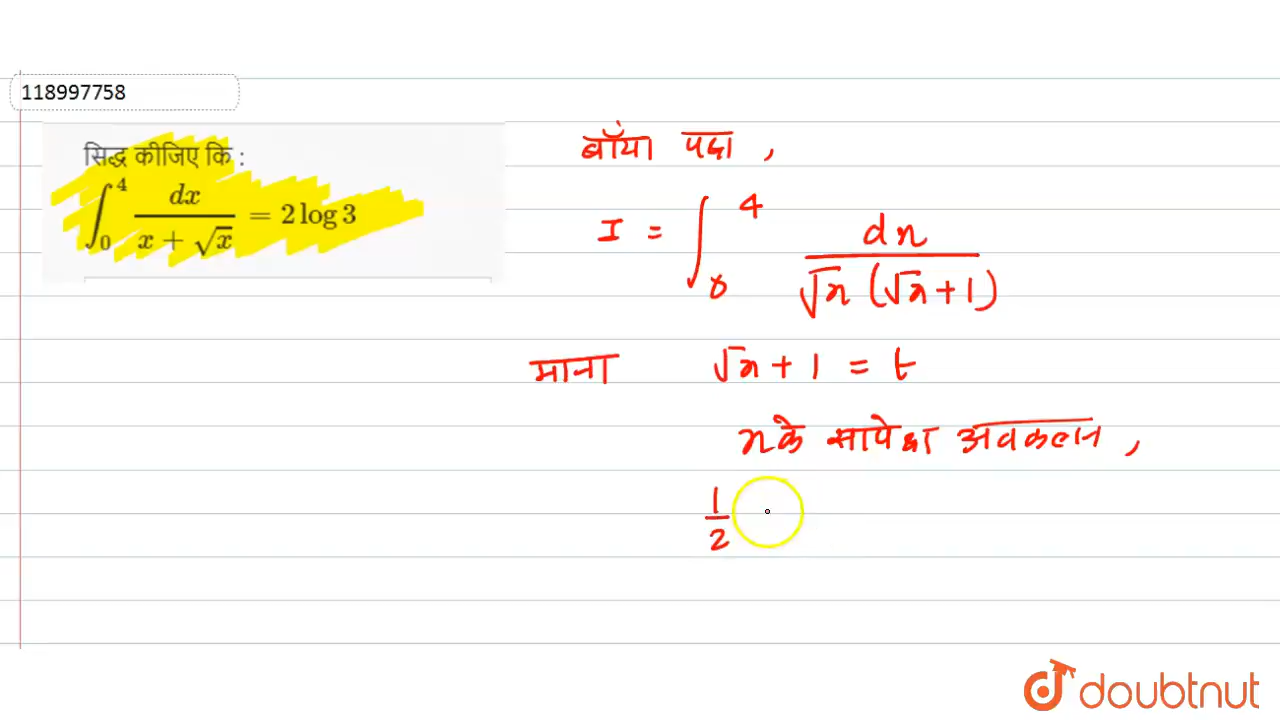 118997758
सिद्ध कीजिए कि :
∫₀⁴ dx / (x + √x) = 2 log 3
बाँया पक्ष ,
I = ∫₀⁴ dx / (√x (√x + 1))
माना √x + 1 = t
x के सापेक्ष अवकलन ,
1/2
doubtnut